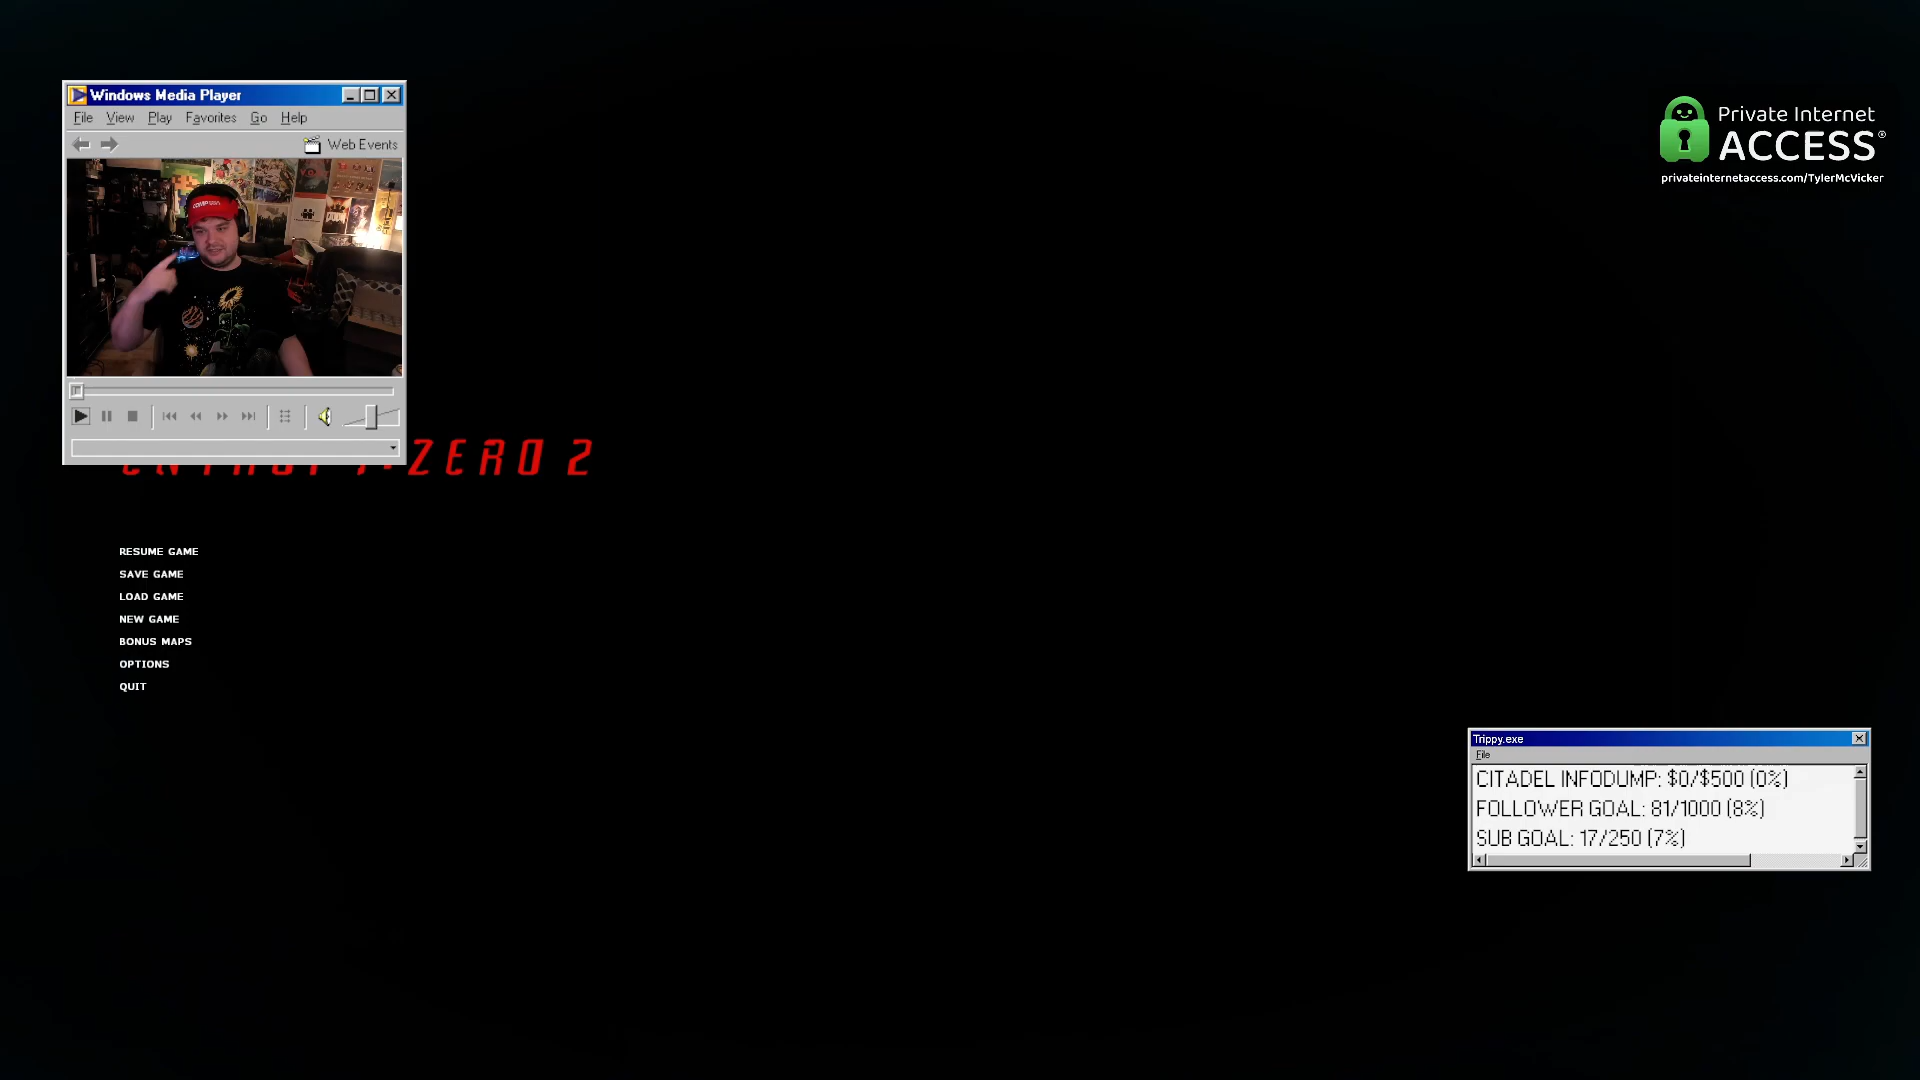 Windows Media Player
File View Play Favorites Go Help
Web Events
Private Internet
ACCESS®
privateinternetaccess.com/TylerMcVicker
ZERO 2
RESUME GAME
SAVE GAME
LOAD GAME
NEW GAME
BONUS MAPS
OPTIONS
QUIT
Trippy.exe
File
CITADEL INFODUMP: $0/$500 (0%)
FOLLOWER GOAL: 81/1000 (8%)
SUB GOAL: 17/250 (7%)